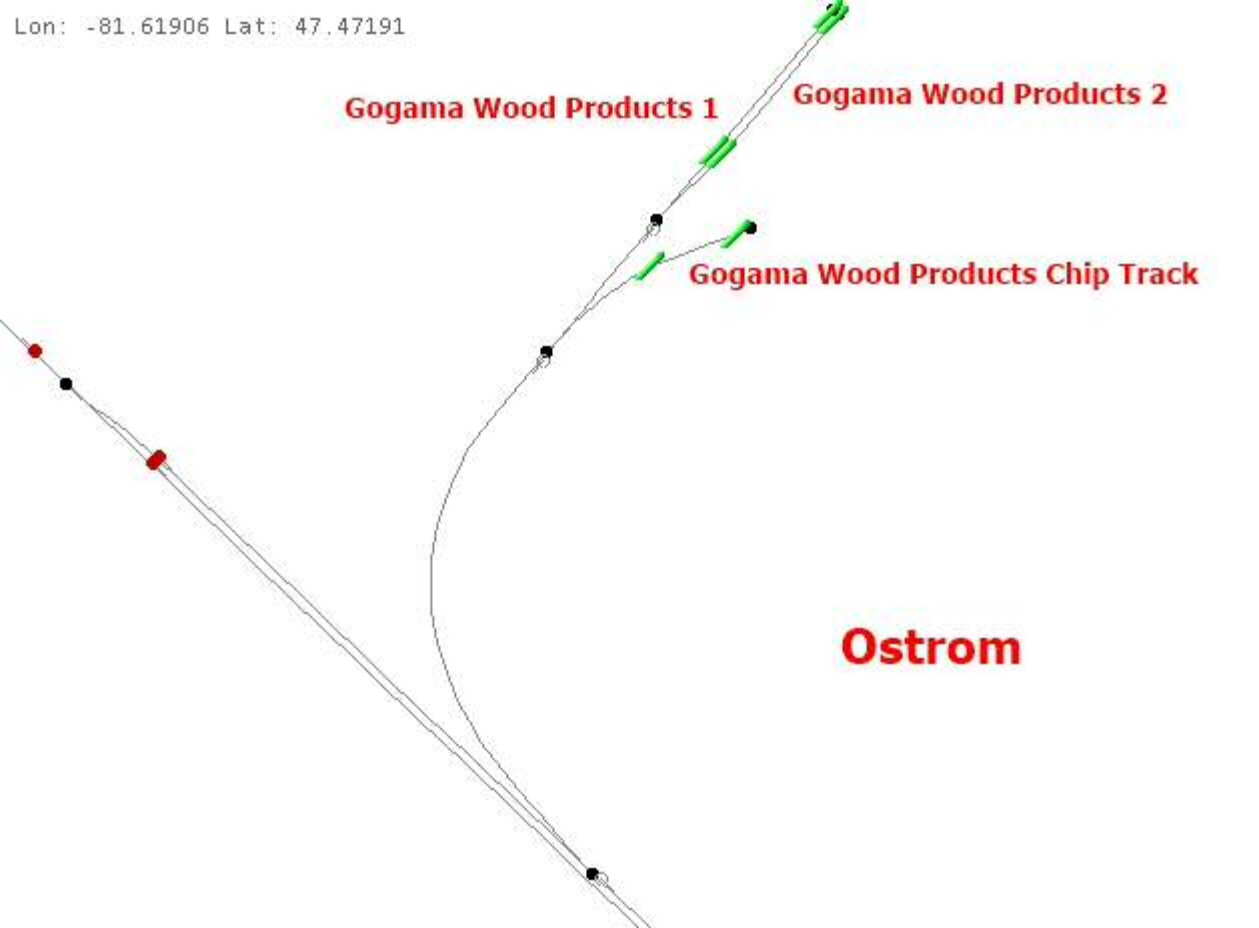 Lon: -81.61906 Lat: 47.47191
Gogama Wood Products 1
Gogama Wood Products 2
Gogama Wood Products Chip Track
Ostrom